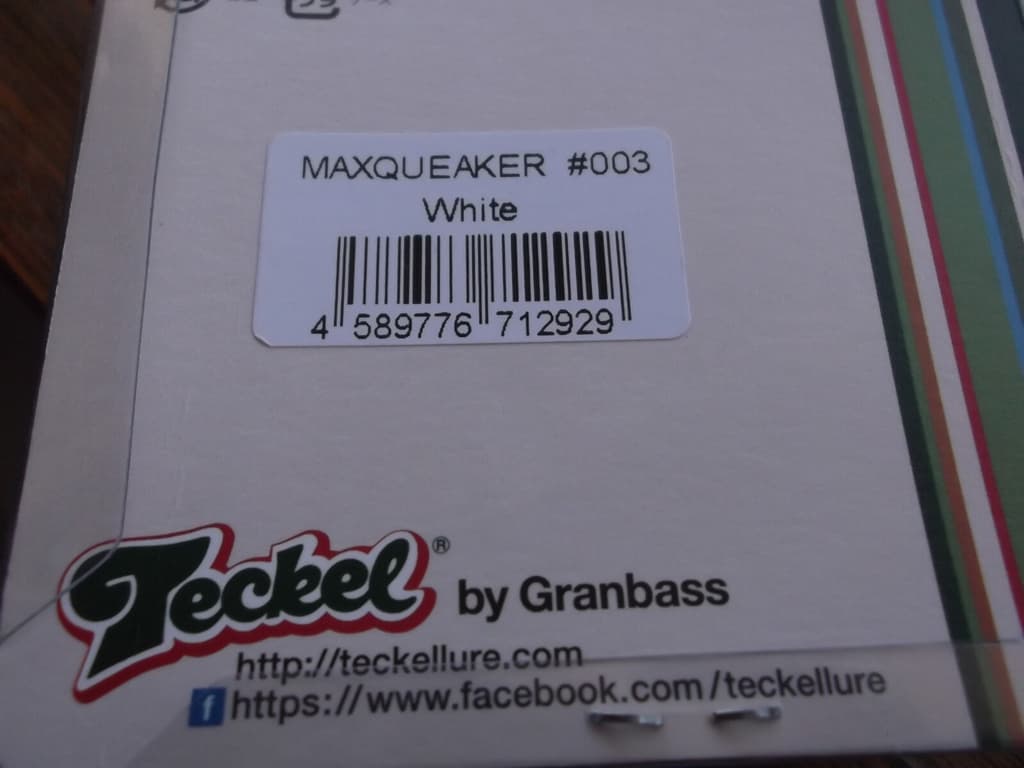 MAXQUEAKER #003
White
4 589776 712929
Teckel® by Granbass
http://teckellure.com
f https://www.facebook.com/teckellure